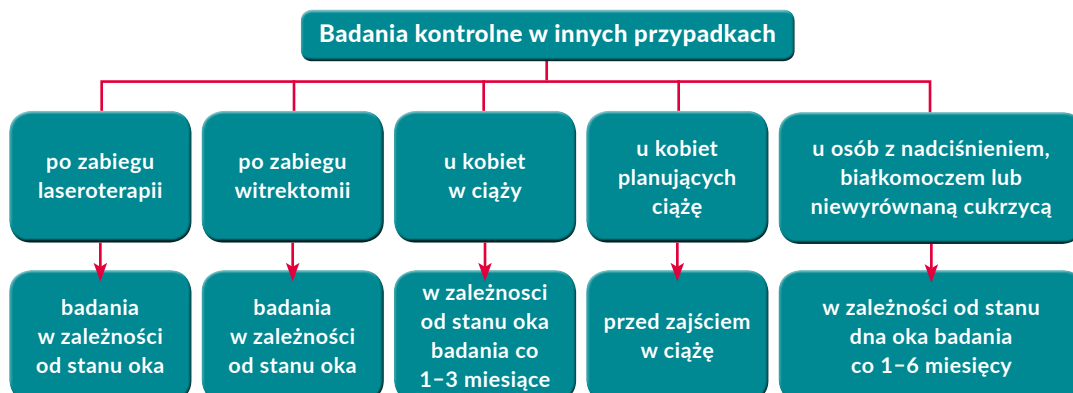 Badania kontrolne w innych przypadkach
po zabiegu
laseroterapii
po zabiegu
witrektomii
u kobiet
w ciąży
u kobiet
planujących
ciążę
u osób z nadciśnieniem,
białkomoczem lub
niewyrównaną cukrzycą
badania
w zależności
od stanu oka
badania
w zależności
od stanu oka
w zależnosci
od stanu oka
badania co
1–3 miesiące
przed zajściem
w ciążę
w zależności od stanu
dna oka badania
co 1–6 miesięcy